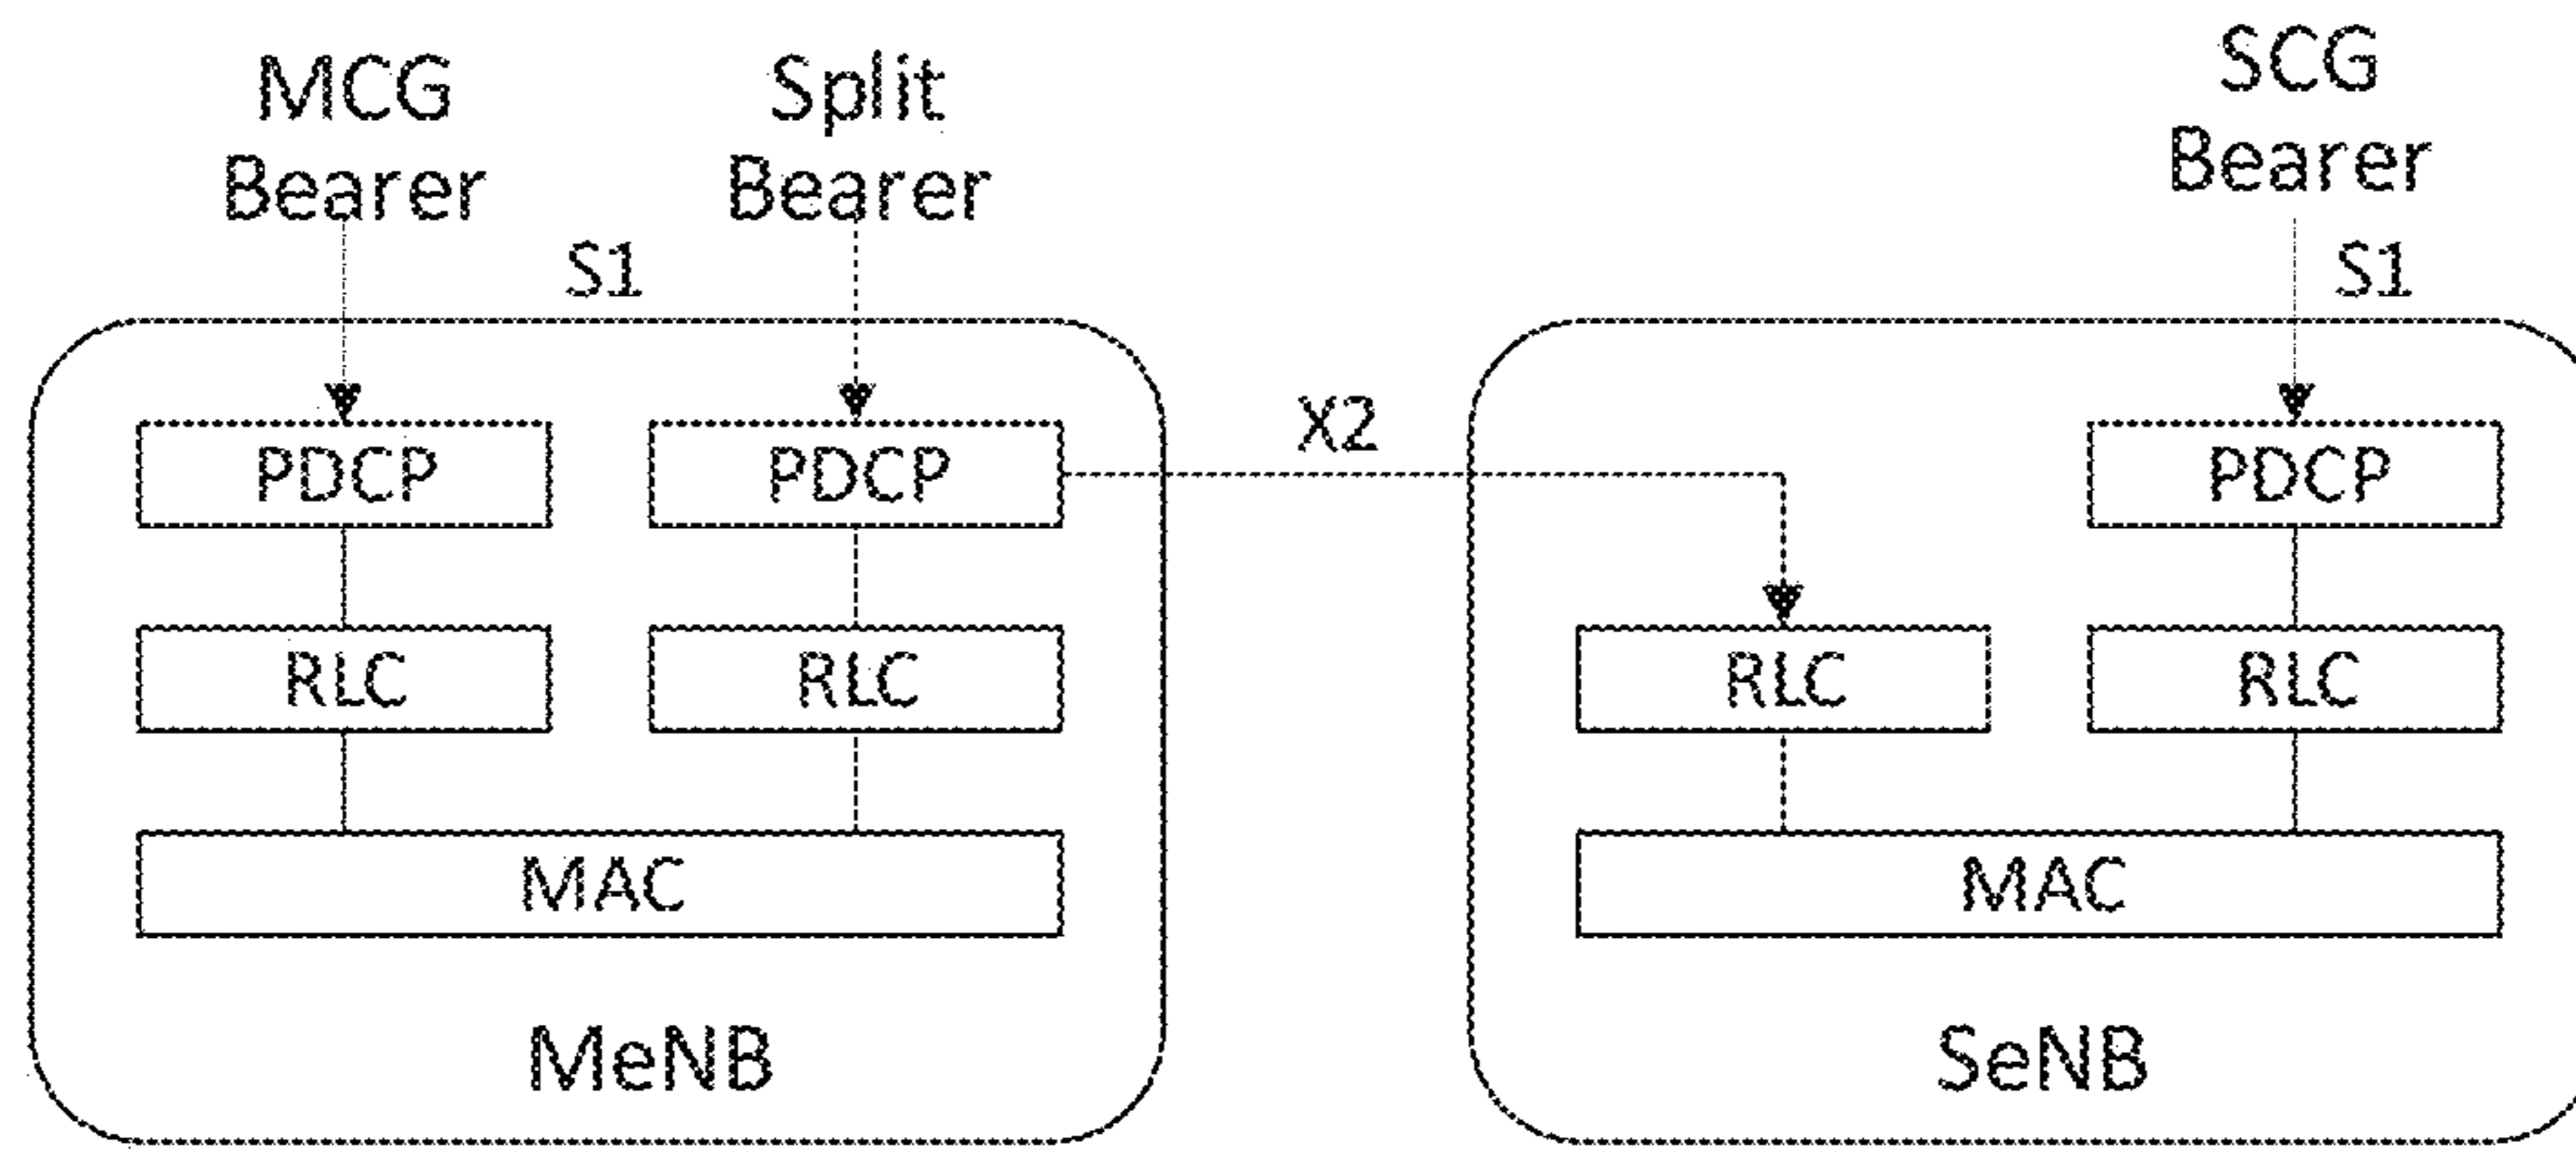 MCG
Bearer
Split
Bearer
SCG
Bearer
S1
S1
X2
PDCP
PDCP
PDCP
RLC
RLC
RLC
RLC
MAC
MAC
MeNB
SeNB